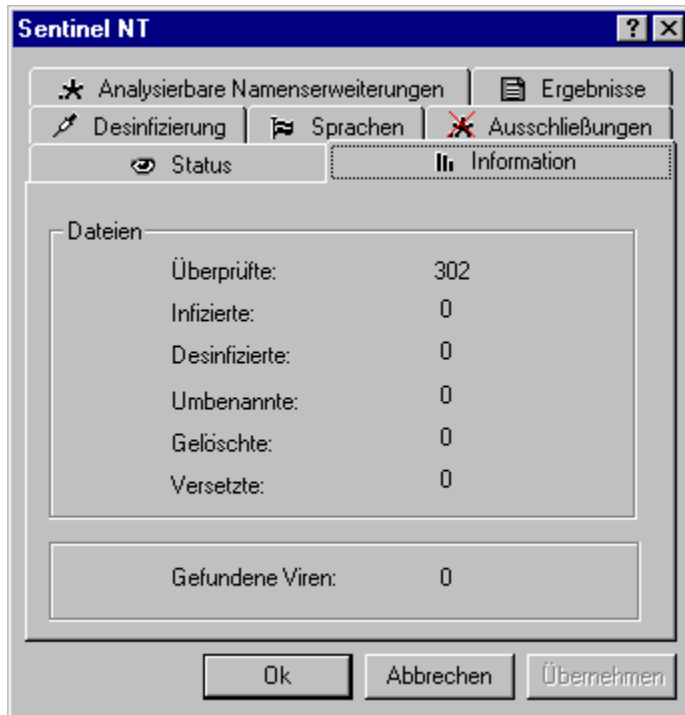 Sentinel NT
Analysierbare Namenserweiterungen Ergebnisse
Desinfizierung Sprachen Ausschließungen
Status Information
Dateien
Überprüfte: 302
Infizierte: 0
Desinfizierte: 0
Umbenannte: 0
Gelöschte: 0
Versetzte: 0
Gefundene Viren: 0
Ok Abbrechen Übernehmen